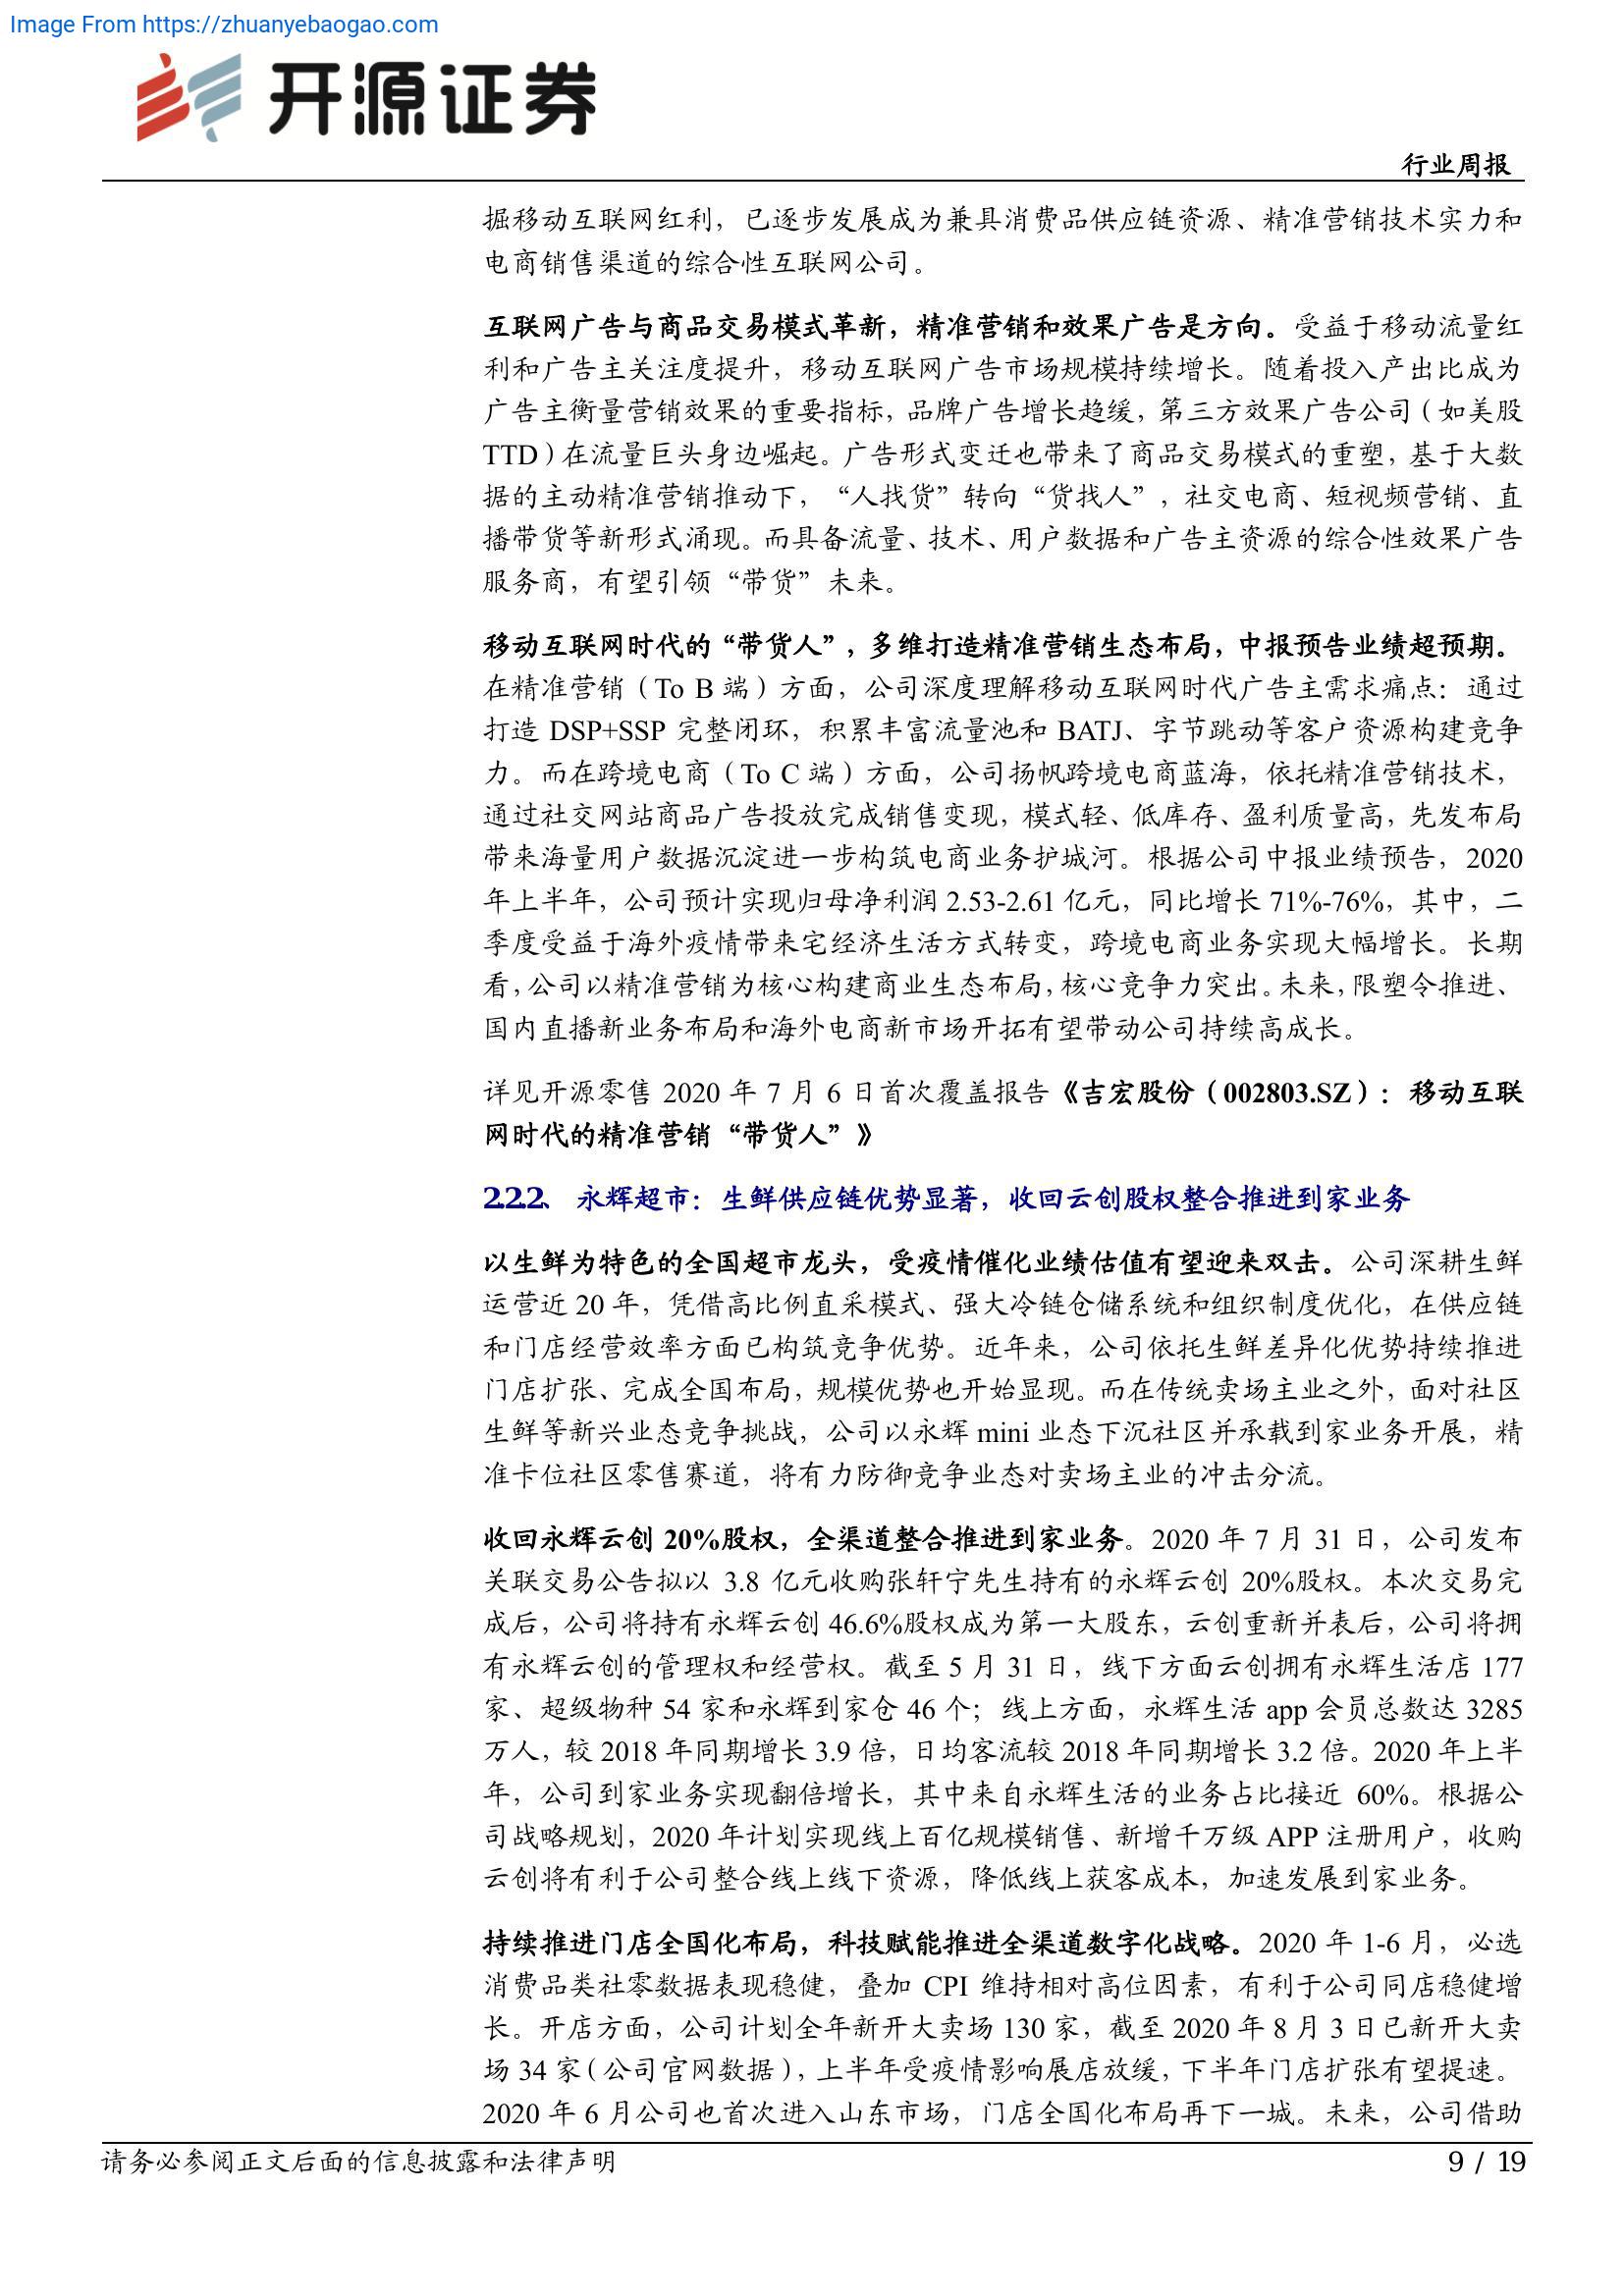 Image From https://zhuanyebaogao.com
开源证券
行业周报
掘移动互联网红利，已逐步发展成为兼具消费品供应链资源、精准营销技术实力和
电商销售渠道的综合性互联网公司。
互联网广告与商品交易模式革新，精准营销和效果广告是方向。受益于移动流量红
利和广告主关注度提升，移动互联网广告市场规模持续增长。随着投入产出比成为
广告主衡量营销效果的重要指标，品牌广告增长趋缓，第三方效果广告公司（如美股
TTD）在流量巨头身边崛起。广告形式变迁也带来了商品交易模式的重塑，基于大数
据的主动精准营销推动下，“人找货”转向“货找人”，社交电商、短视频营销、直
播带货等新形式涌现。而具备流量、技术、用户数据和广告主资源的综合性效果广告
服务商，有望引领“带货”未来。
移动互联网时代的“带货人”，多维打造精准营销生态布局，中报预告业绩超预期。
在精准营销（To B 端）方面，公司深度理解移动互联网时代广告主需求痛点：通过
打造 DSP+SSP 完整闭环，积累丰富流量池和 BATJ、字节跳动等客户资源构建竞争
力。而在跨境电商（To C 端）方面，公司扬帆跨境电商蓝海，依托精准营销技术，
通过社交网站商品广告投放完成销售变现，模式轻、低库存、盈利质量高，先发布局
带来海量用户数据沉淀进一步构筑电商业务护城河。根据公司中报业绩预告，2020
年上半年，公司预计实现归母净利润 2.53-2.61 亿元，同比增长 71%-76%，其中，二
季度受益于海外疫情带来宅经济生活方式转变，跨境电商业务实现大幅增长。长期
看，公司以精准营销为核心构建商业生态布局，核心竞争力突出。未来，限塑令推进、
国内直播新业务布局和海外电商新市场开拓有望带动公司持续高成长。
详见开源零售 2020 年 7 月 6 日首次覆盖报告《吉宏股份（002803.SZ）：移动互联
网时代的精准营销“带货人”》
2.2.2、 永辉超市：生鲜供应链优势显著，收回云创股权整合推进到家业务
以生鲜为特色的全国超市龙头，受疫情催化业绩估值有望迎来双击。公司深耕生鲜
运营近 20 年，凭借高比例直采模式、强大冷链仓储系统和组织制度优化，在供应链
和门店经营效率方面已构筑竞争优势。近年来，公司依托生鲜差异化优势持续推进
门店扩张、完成全国布局，规模优势也开始显现。而在传统卖场主业之外，面对社区
生鲜等新兴业态竞争挑战，公司以永辉 mini 业态下沉社区并承载到家业务开展，精
准卡位社区零售赛道，将有力防御竞争业态对卖场主业的冲击分流。
收回永辉云创 20%股权，全渠道整合推进到家业务。2020 年 7 月 31 日，公司发布
关联交易公告拟以 3.8 亿元收购张轩宁先生持有的永辉云创 20%股权。本次交易完
成后，公司将持有永辉云创 46.6%股权成为第一大股东，云创重新并表后，公司将拥
有永辉云创的管理权和经营权。截至 5 月 31 日，线下方面云创拥有永辉生活店 177
家、超级物种 54 家和永辉到家仓 46 个；线上方面，永辉生活 app 会员总数达 3285
万人，较 2018 年同期增长 3.9 倍，日均客流较 2018 年同期增长 3.2 倍。2020 年上半
年，公司到家业务实现翻倍增长，其中来自永辉生活的业务占比接近 60%。根据公
司战略规划，2020 年计划实现线上百亿规模销售、新增千万级 APP 注册用户，收购
云创将有利于公司整合线上线下资源，降低线上获客成本，加速发展到家业务。
持续推进门店全国化布局，科技赋能推进全渠道数字化战略。2020 年 1-6 月，必选
消费品类社零数据表现稳健，叠加 CPI 维持相对高位因素，有利于公司同店稳健增
长。开店方面，公司计划全年新开大卖场 130 家，截至 2020 年 8 月 3 日已新开大卖
场 34 家（公司官网数据），上半年受疫情影响展店放缓，下半年门店扩张有望提速。
2020 年 6 月公司也首次进入山东市场，门店全国化布局再下一城。未来，公司借助
请务必参阅正文后面的信息披露和法律声明
9 / 19